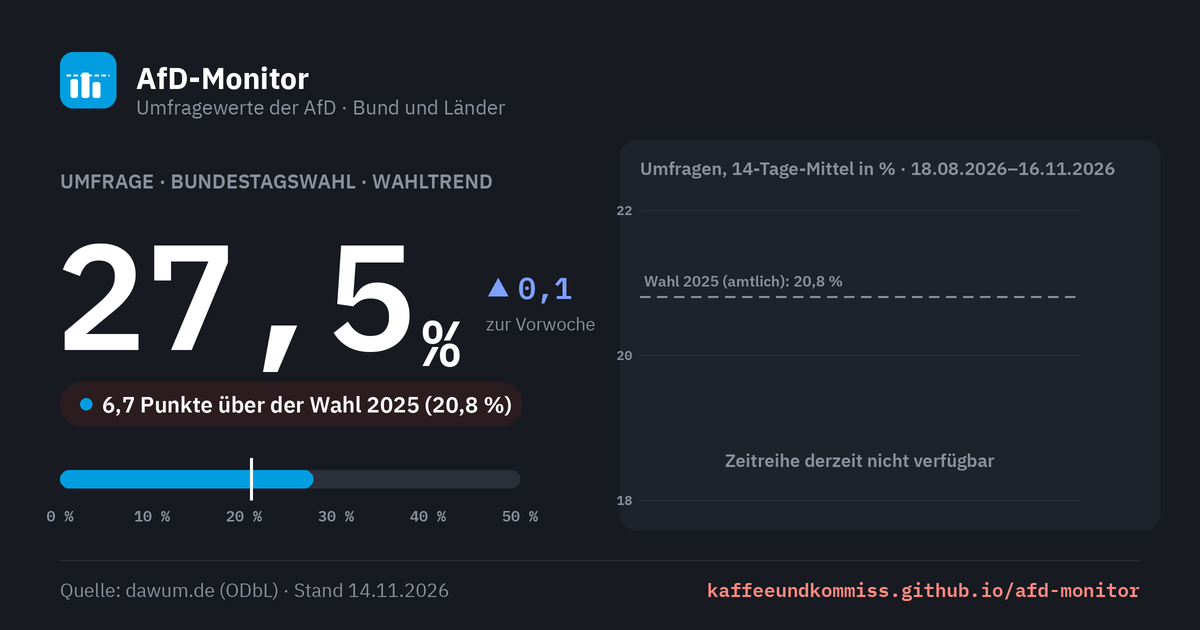 AfD-Monitor
Umfragewerte der AfD · Bund und Länder
UMFRAGE · BUNDESTAGSWAHL · WAHLTREND
27,5 %
▲ 0,1
zur Vorwoche
6,7 Punkte über der Wahl 2025 (20,8 %)
0 % 10 % 20 % 30 % 40 % 50 %
Umfragen, 14-Tage-Mittel in % · 18.08.2026–16.11.2026
22
Wahl 2025 (amtlich): 20,8 %
20
Zeitreihe derzeit nicht verfügbar
18
Quelle: dawum.de (ODbL) · Stand 14.11.2026
kaffeeundkommiss.github.io/afd-monitor